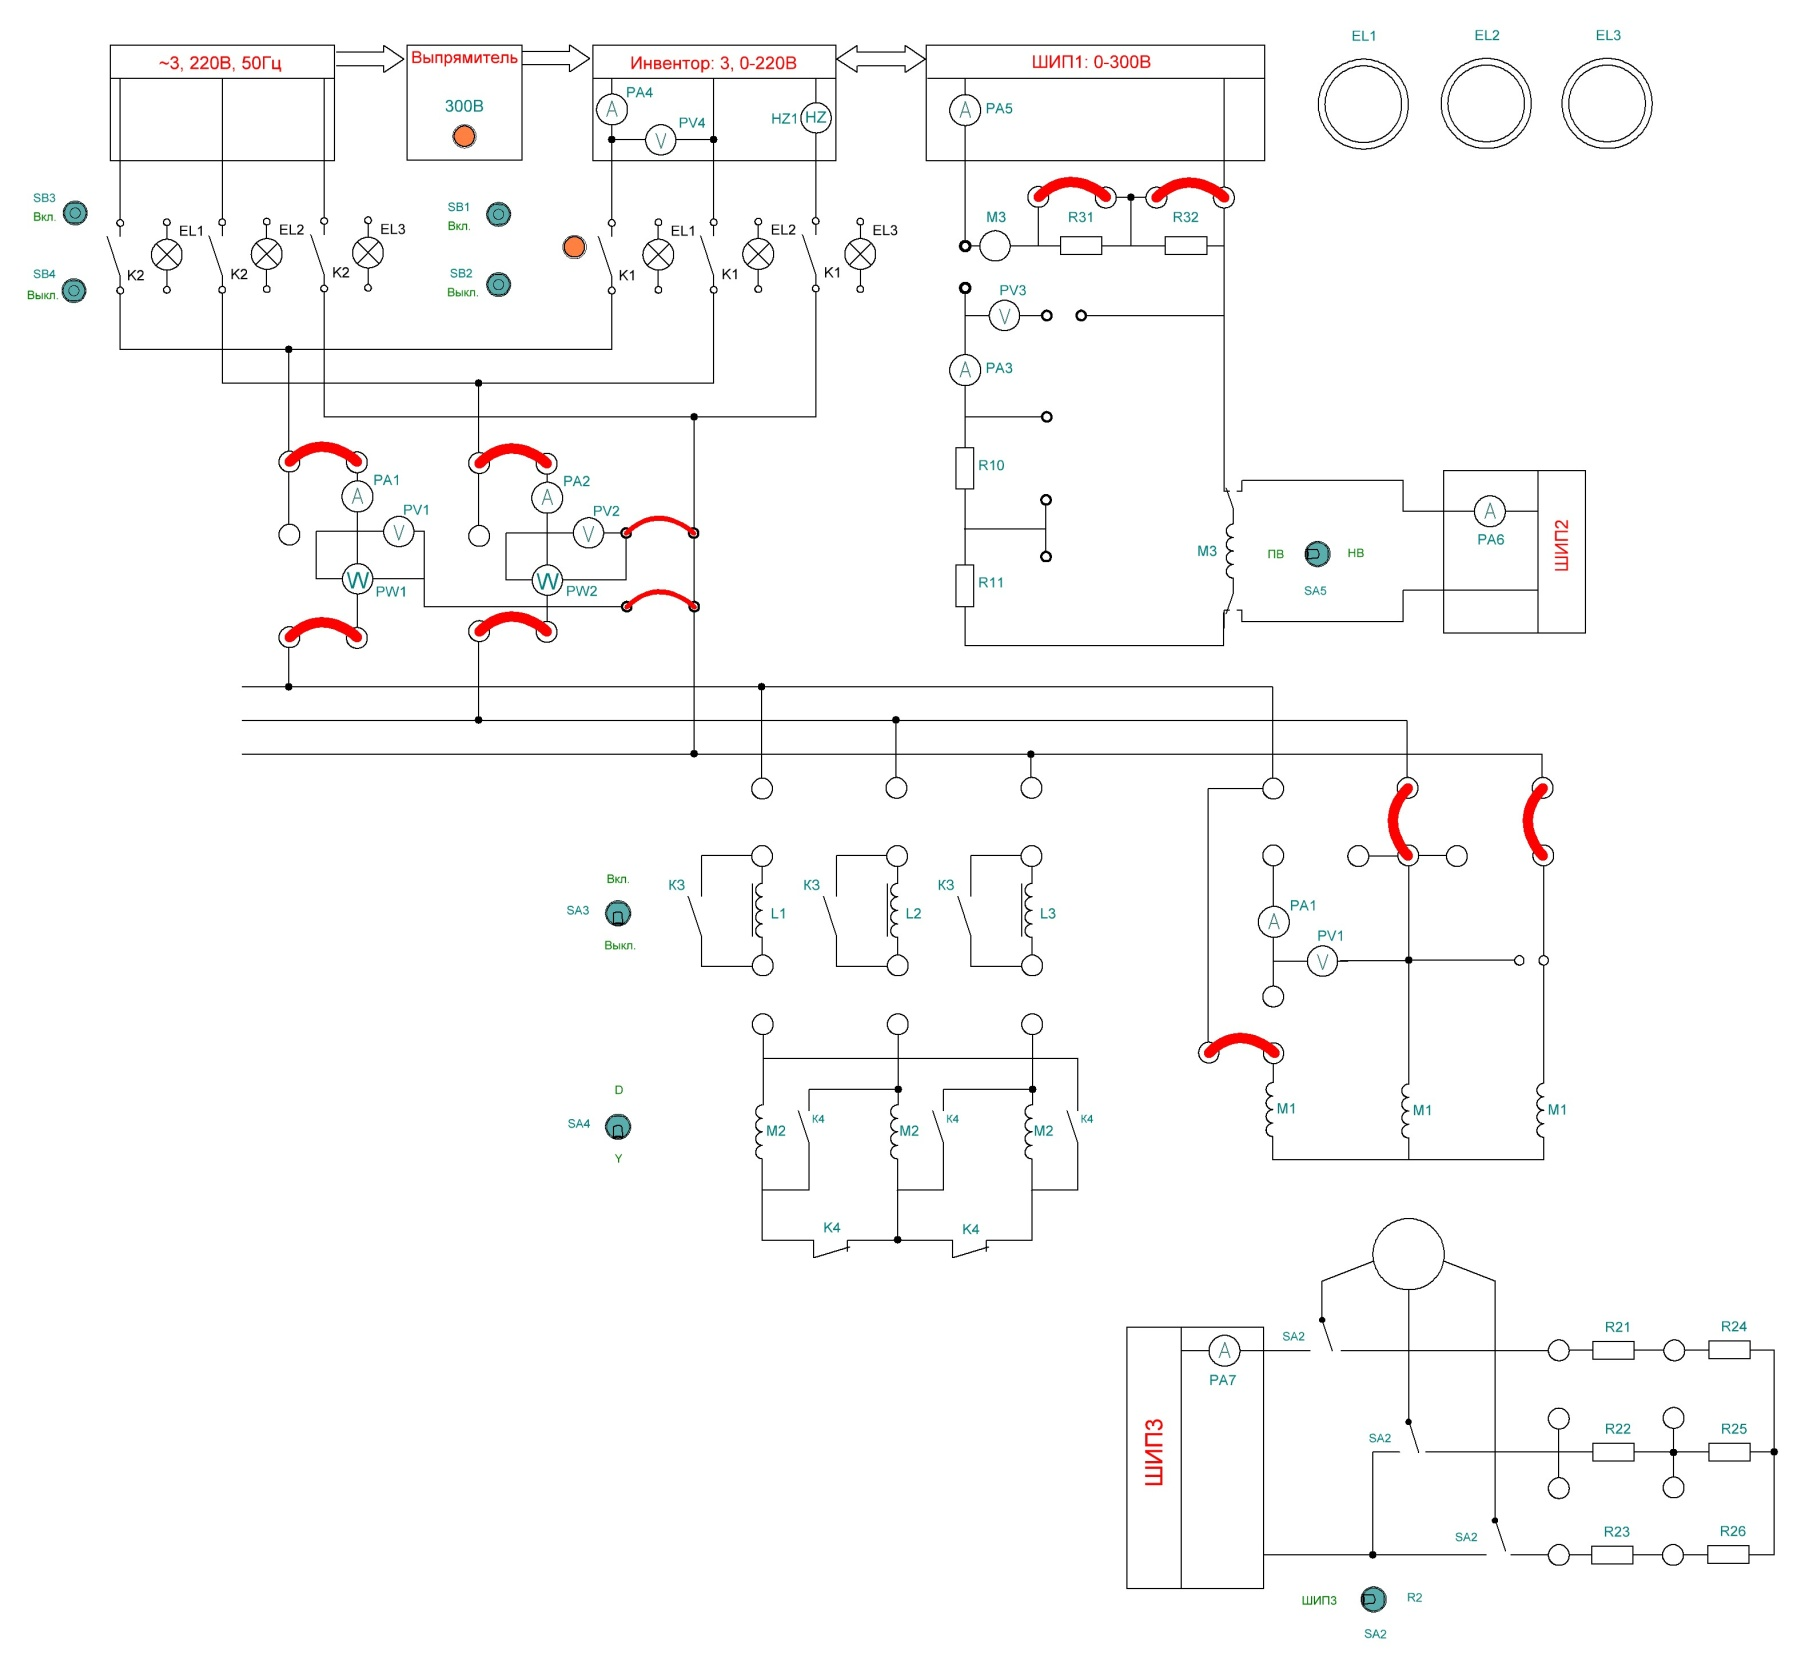 ~3, 220В, 50Гц
Выпрямитель
300В
Инвентор: 3, 0-220В
PA4
A
PV4
V
HZ1
HZ
ШИП1: 0-300В
A
PA5
EL1
EL2
EL3
SB3
Вкл.
SB4
Выкл.
K2
EL1
K2
EL2
K2
EL3
SB1
Вкл.
SB2
Выкл.
K1
EL1
K1
EL2
K1
EL3
M3
R31
R32
PV3
V
A
PA3
R10
R11
M3
ПВ
НВ
SA5
A
PA6
ШИП2
PA1
A
PV1
V
W
PW1
PA2
A
PV2
V
W
PW2
Вкл.
SA3
Выкл.
K3
L1
K3
L2
K3
L3
PA1
A
PV1
V
M1
M1
M1
D
SA4
Y
M2
K4
M2
K4
M2
K4
K4
K4
ШИП3
A
PA7
SA2
SA2
SA2
R21
R24
R22
R25
R23
R26
ШИП3
R2
SA2